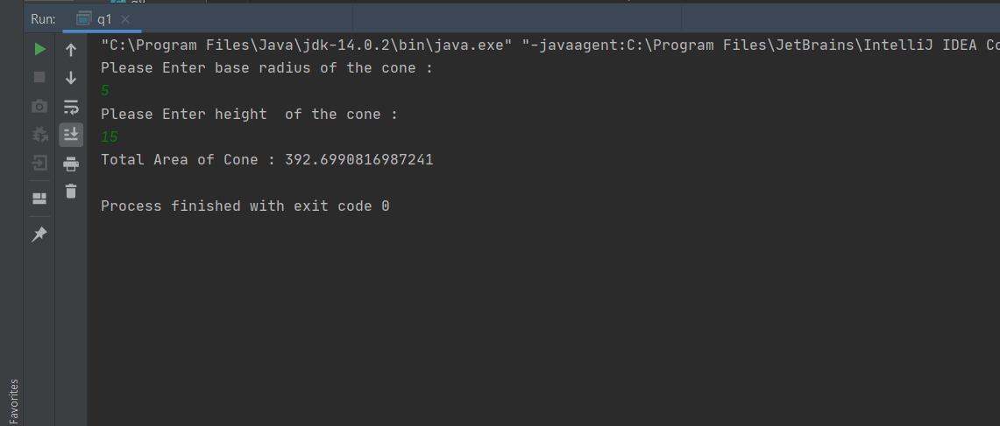 Run: q1
"C:\Program Files\Java\jdk-14.0.2\bin\java.exe" "-javaagent:C:\Program Files\JetBrains\IntelliJ IDEA Co
Please Enter base radius of the cone :
5
Please Enter height  of the cone :
15
Total Area of Cone : 392.6990816987241
Process finished with exit code 0
Favorites